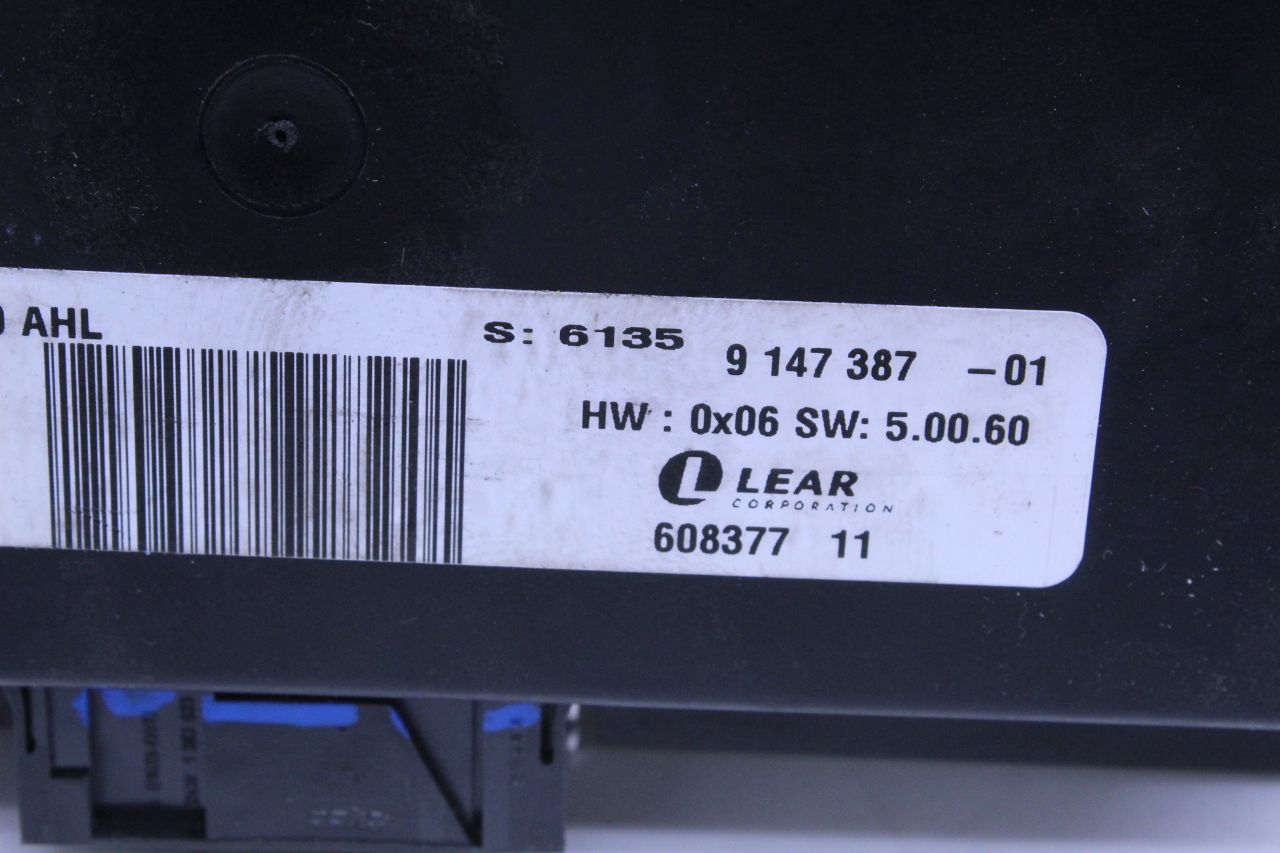 AHL
S: 6135
9 147 387 –01
HW : 0x06 SW: 5.00.60
LEAR
CORPORATION
608377 11